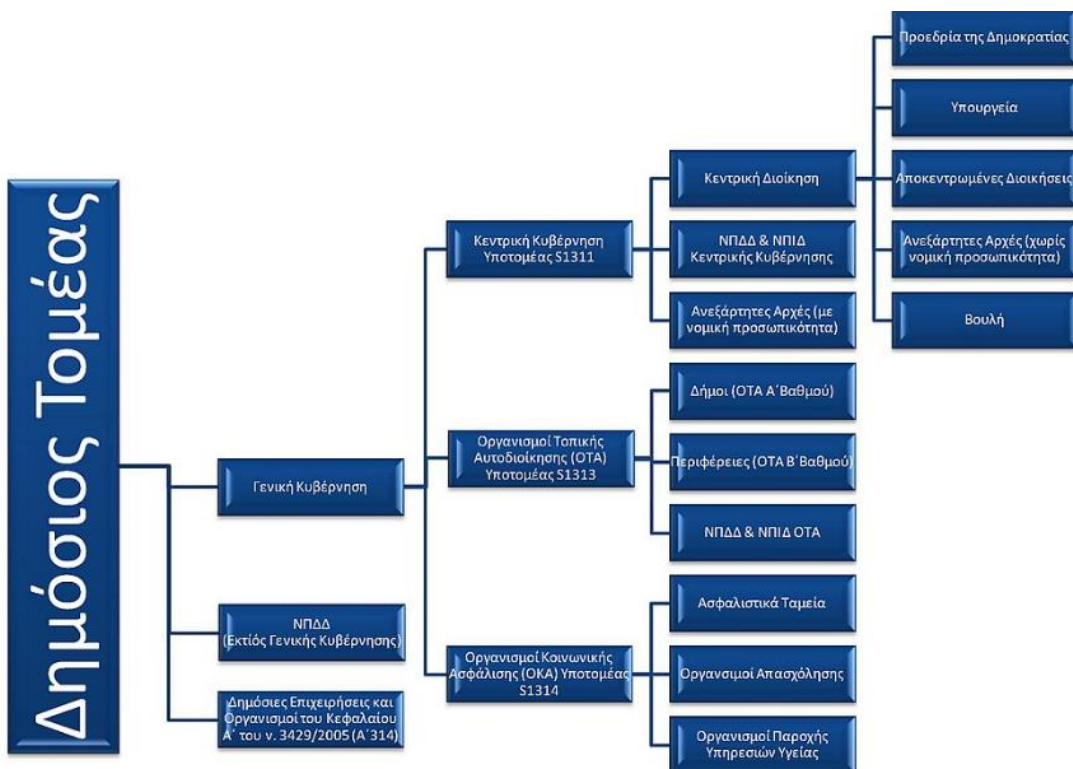 Δημόσιος Τομέας
Γενική Κυβέρνηση
ΝΠΔΔ
(Εκτίός Γενικής Κυβέρνησης)
Δημόσιες Επιχειρήσεις και
Οργανισμοί του Κεφαλαίου
Α΄ του ν. 3429/2005 (Α΄314)
Κεντρική Κυβέρνηση
Υποτομέας S1311
Οργανισμοί Τοπικής
Αυτοδιοίκησης (ΟΤΑ)
Υποτομέας S1313
Οργανισμοί Κοινωνικής
Ασφάλισης (ΟΚΑ) Υποτομέας
S1314
Κεντρική Διοίκηση
ΝΠΔΔ & ΝΠΙΔ
Κεντρικής Κυβέρνησης
Ανεξάρτητες Αρχές (με
νομική προσωπικότητα)
Δήμοι (ΟΤΑ Α΄Βαθμού)
Περιφέρειες (ΟΤΑ Β΄Βαθμού)
ΝΠΔΔ & ΝΠΙΔ ΟΤΑ
Ασφαλιστικά Ταμεία
Οργανσιμοί Απασχόλησης
Οργανισμοί Παροχής
Υπηρεσιών Υγείας
Προεδρία της Δημοκρατίας
Υπουργεία
Αποκεντρωμένες Διοικήσεις
Ανεξάρτητες Αρχές (χωρίς
νομική προσωπικότητα)
Βουλή